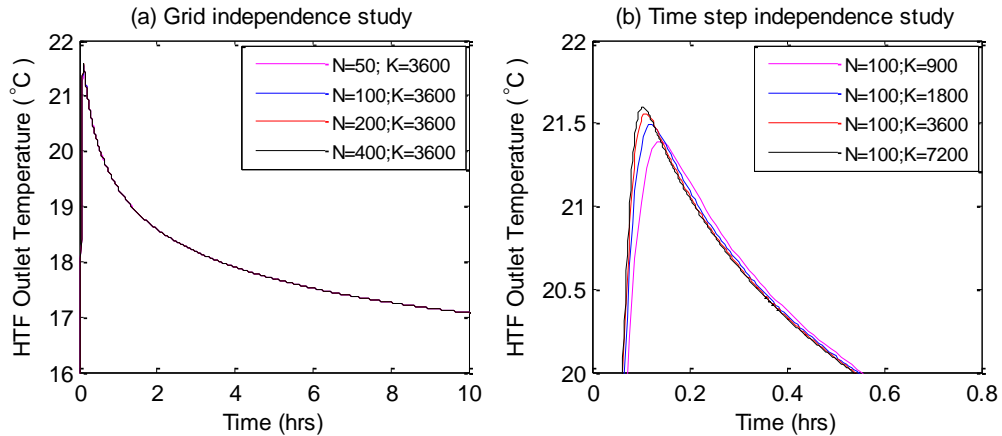 (a) Grid independence study
22
21
20
19
18
17
16
0
2
4
6
8
10
HTF Outlet Temperature ( °C)
Time (hrs)
N=50; K=3600
N=100;K=3600
N=200;K=3600
N=400;K=3600
(b) Time step independence study
22
21.5
21
20.5
20
0
0.2
0.4
0.6
0.8
HTF Outlet Temperature ( °C)
Time (hrs)
N=100;K=900
N=100;K=1800
N=100;K=3600
N=100;K=7200